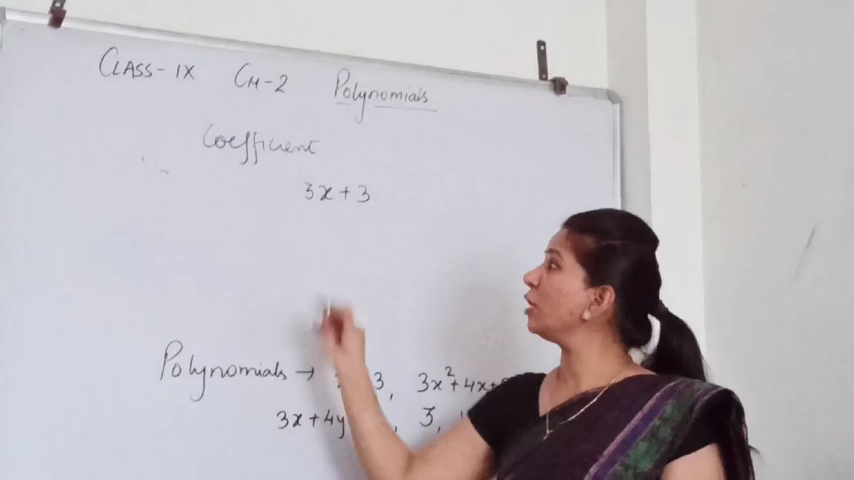 CLASS-IX CH-2 Polynomials
Coefficient
3x + 3
Polynomials → 3, 3x²+4x+
3x+4y , 3,